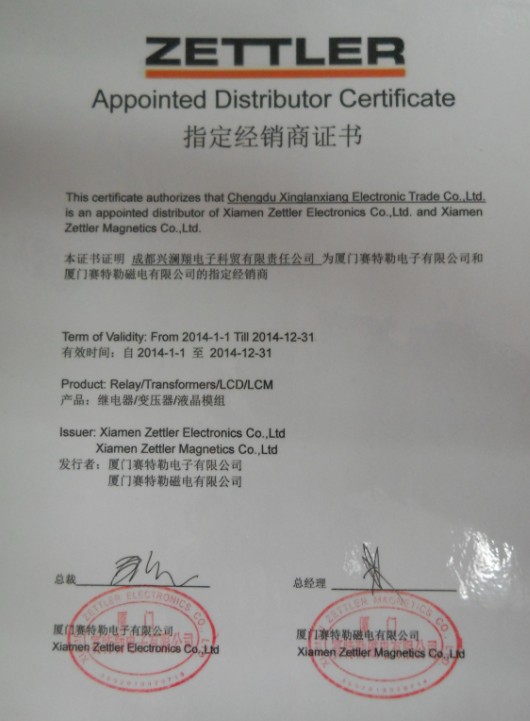 ZETTLER
Appointed Distributor Certificate
指定经销商证书
This certificate authorizes that Chengdu Xinglanxiang Electronic Trade Co.,Ltd.
is an appointed distributor of Xiamen Zettler Electronics Co.,Ltd. and Xiamen
Zettler Magnetics Co.,Ltd.
本证书证明 成都兴澜翔电子科贸有限责任公司 为厦门赛特勒电子有限公司和
厦门赛特勒磁电有限公司的指定经销商
Term of Validity: From 2014-1-1 Till 2014-12-31
有效时间：自 2014-1-1 至 2014-12-31
Product: Relay/Transformers/LCD/LCM
产品：继电器/变压器/液晶模组
Issuer: Xiamen Zettler Electronics Co.,Ltd
Xiamen Zettler Magnetics Co.,Ltd
发行者：厦门赛特勒电子有限公司
厦门赛特勒磁电有限公司
总裁
总经理
厦门赛特勒电子有限公司
Xiamen Zettler Electronics Co.,Ltd
厦门赛特勒磁电有限公司
Xiamen Zettler Magnetics Co.,Ltd
XIAMEN ZETTLER ELECTRONICS CO., LTD
XIAMEN ZETTLER MAGNETICS CO., LTD